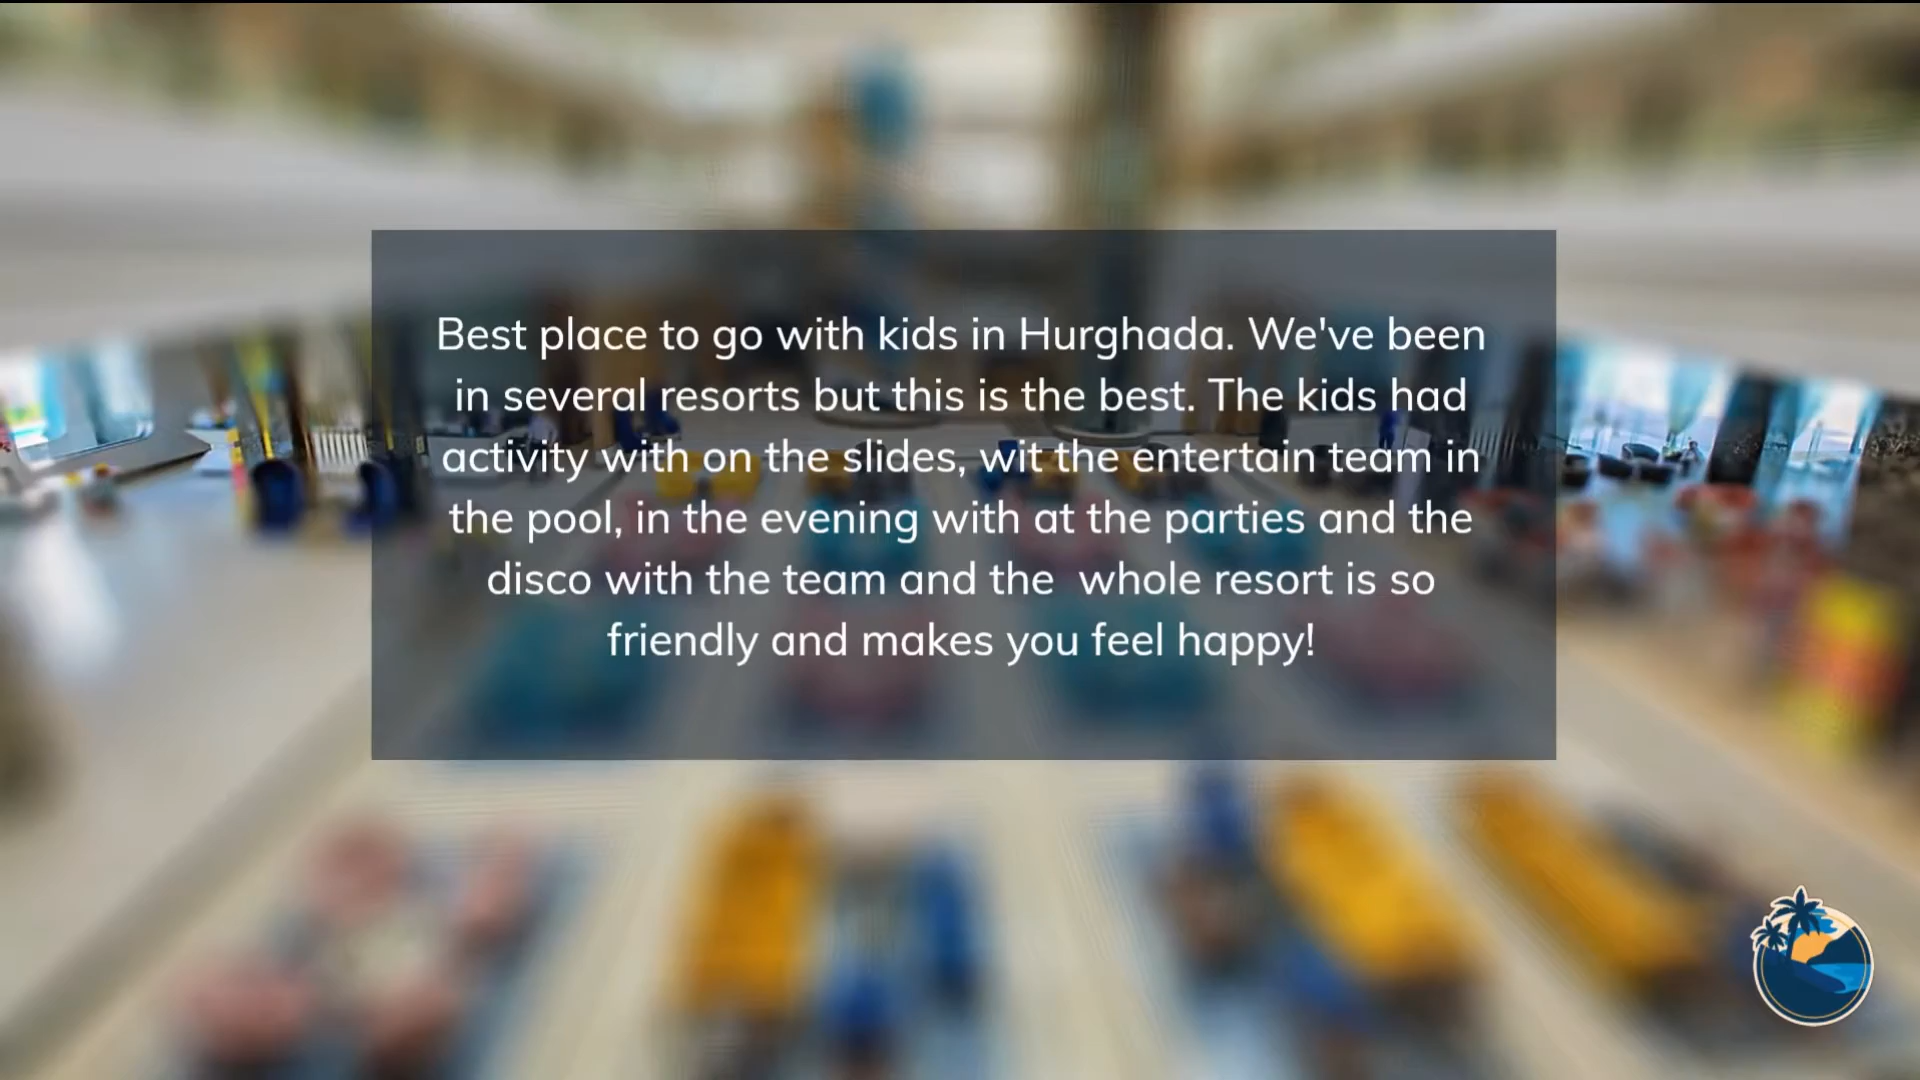 Best place to go with kids in Hurghada. We've been
in several resorts but this is the best. The kids had
activity with on the slides, wit the entertain team in
the pool, in the evening with at the parties and the
disco with the team and the  whole resort is so
friendly and makes you feel happy!